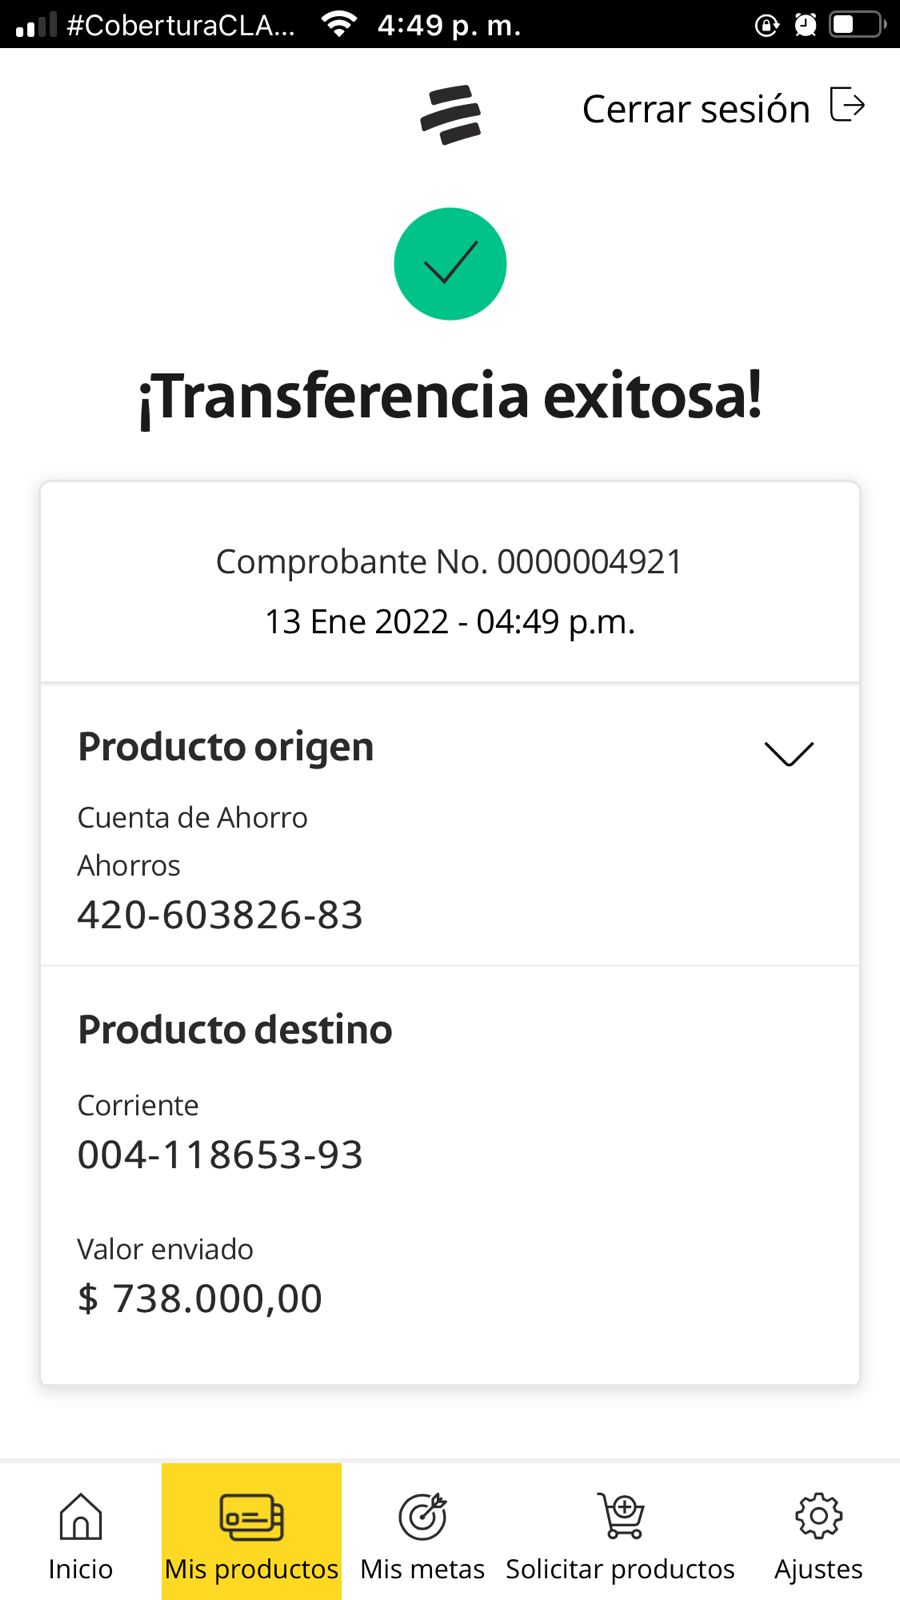 #CoberturaCLA... 4:49 p. m.
Cerrar sesión
¡Transferencia exitosa!
Comprobante No. 0000004921
13 Ene 2022 - 04:49 p.m.
Producto origen
Cuenta de Ahorro
Ahorros
420-603826-83
Producto destino
Corriente
004-118653-93
Valor enviado
$ 738.000,00
Inicio Mis productos Mis metas Solicitar productos Ajustes